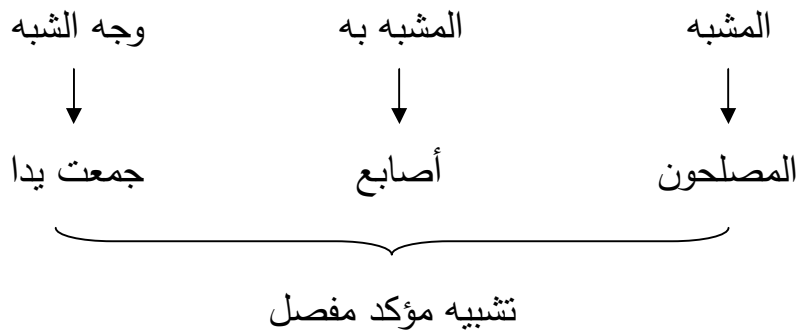 المشبه المشبه به وجه الشبه
المصلحون أصابع جمعت يدا
تشبيه مؤكد مفصل